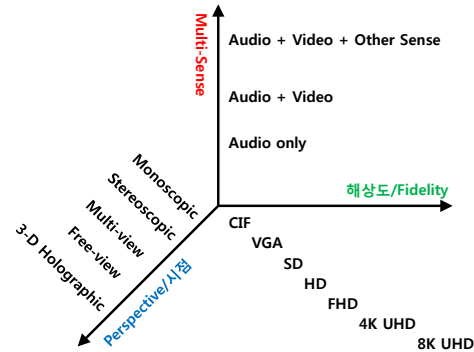 Multi-Sense
Audio + Video + Other Sense
Audio + Video
Audio only
해상도/Fidelity
Monoscopic
Stereoscopic
Multi-view
Free-view
3-D Holographic
Perspective/시점
CIF
VGA
SD
HD
FHD
4K UHD
8K UHD